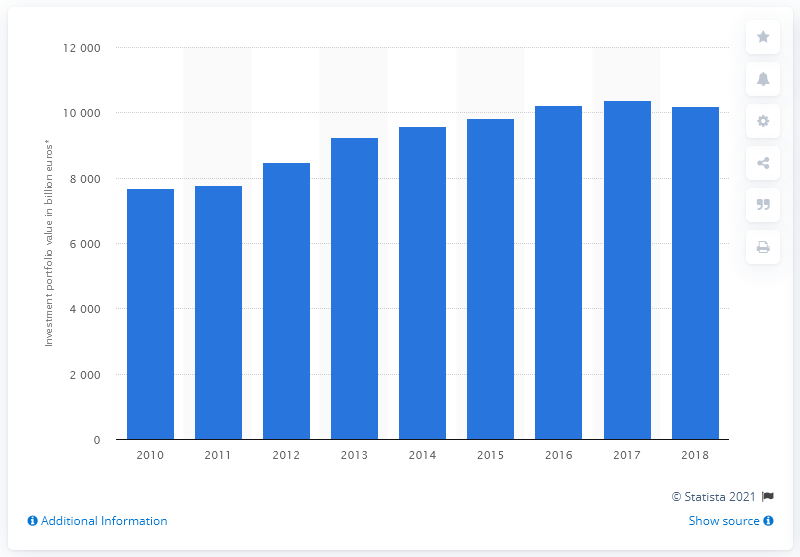 Investment portfolio value in billion euros*
12 000
10 000
8 000
6 000
4 000
2 000
0
2010 2011 2012 2013 2014 2015 2016 2017 2018
© Statista 2021
Additional Information Show source